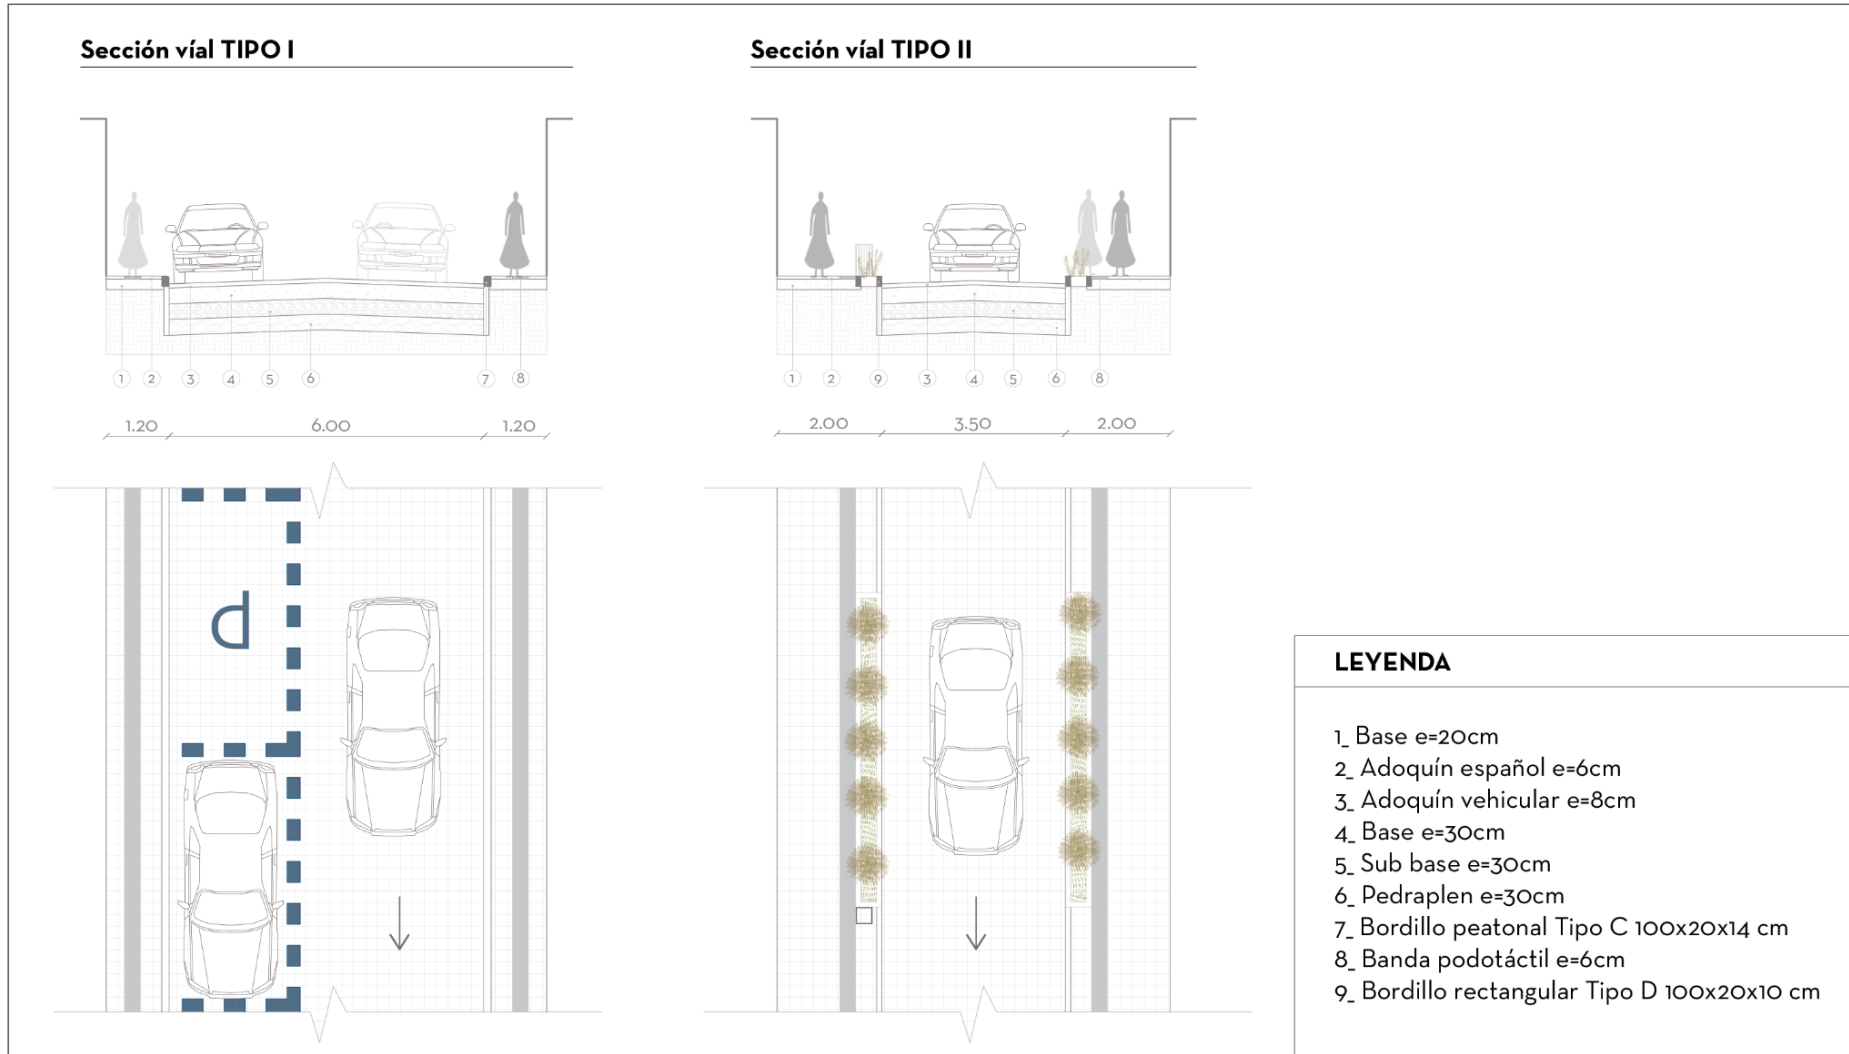 Sección víal TIPO I
1 2 3 4 5 6 7 8
1.20 6.00 1.20
P
Sección víal TIPO II
1 2 9 3 4 5 6 8
2.00 3.50 2.00
LEYENDA
1_ Base e=20cm
2_ Adoquín español e=6cm
3_ Adoquín vehicular e=8cm
4_ Base e=30cm
5_ Sub base e=30cm
6_ Pedraplen e=30cm
7_ Bordillo peatonal Tipo C 100x20x14 cm
8_ Banda podotáctil e=6cm
9_ Bordillo rectangular Tipo D 100x20x10 cm